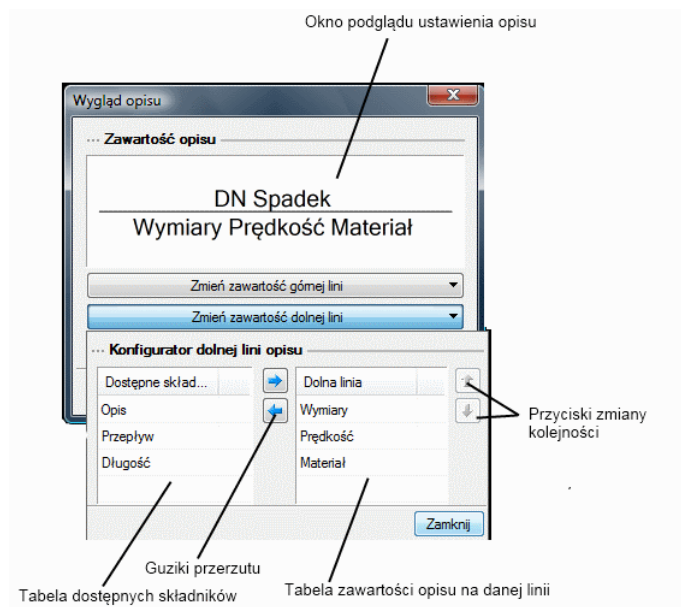 Okno podglądu ustawienia opisu
Wygląd opisu
Zawartość opisu
DN Spadek
Wymiary Prędkość Materiał
Zmień zawartość górnej lini
Zmień zawartość dolnej lini
Konfigurator dolnej lini opisu
Dostępne skład...
Dolna linia
Opis
Wymiary
Przepływ
Prędkość
Długość
Materiał
Przyciski zmiany
kolejności
Zamknij
Guziki przerzutu
Tabela dostępnych składników
Tabela zawartości opisu na danej linii